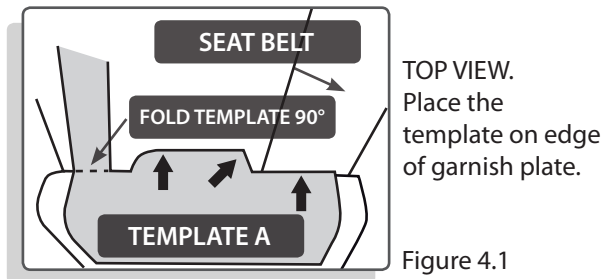 SEAT BELT
FOLD TEMPLATE 90°
TEMPLATE A
TOP VIEW.
Place the
template on edge
of garnish plate.
Figure 4.1